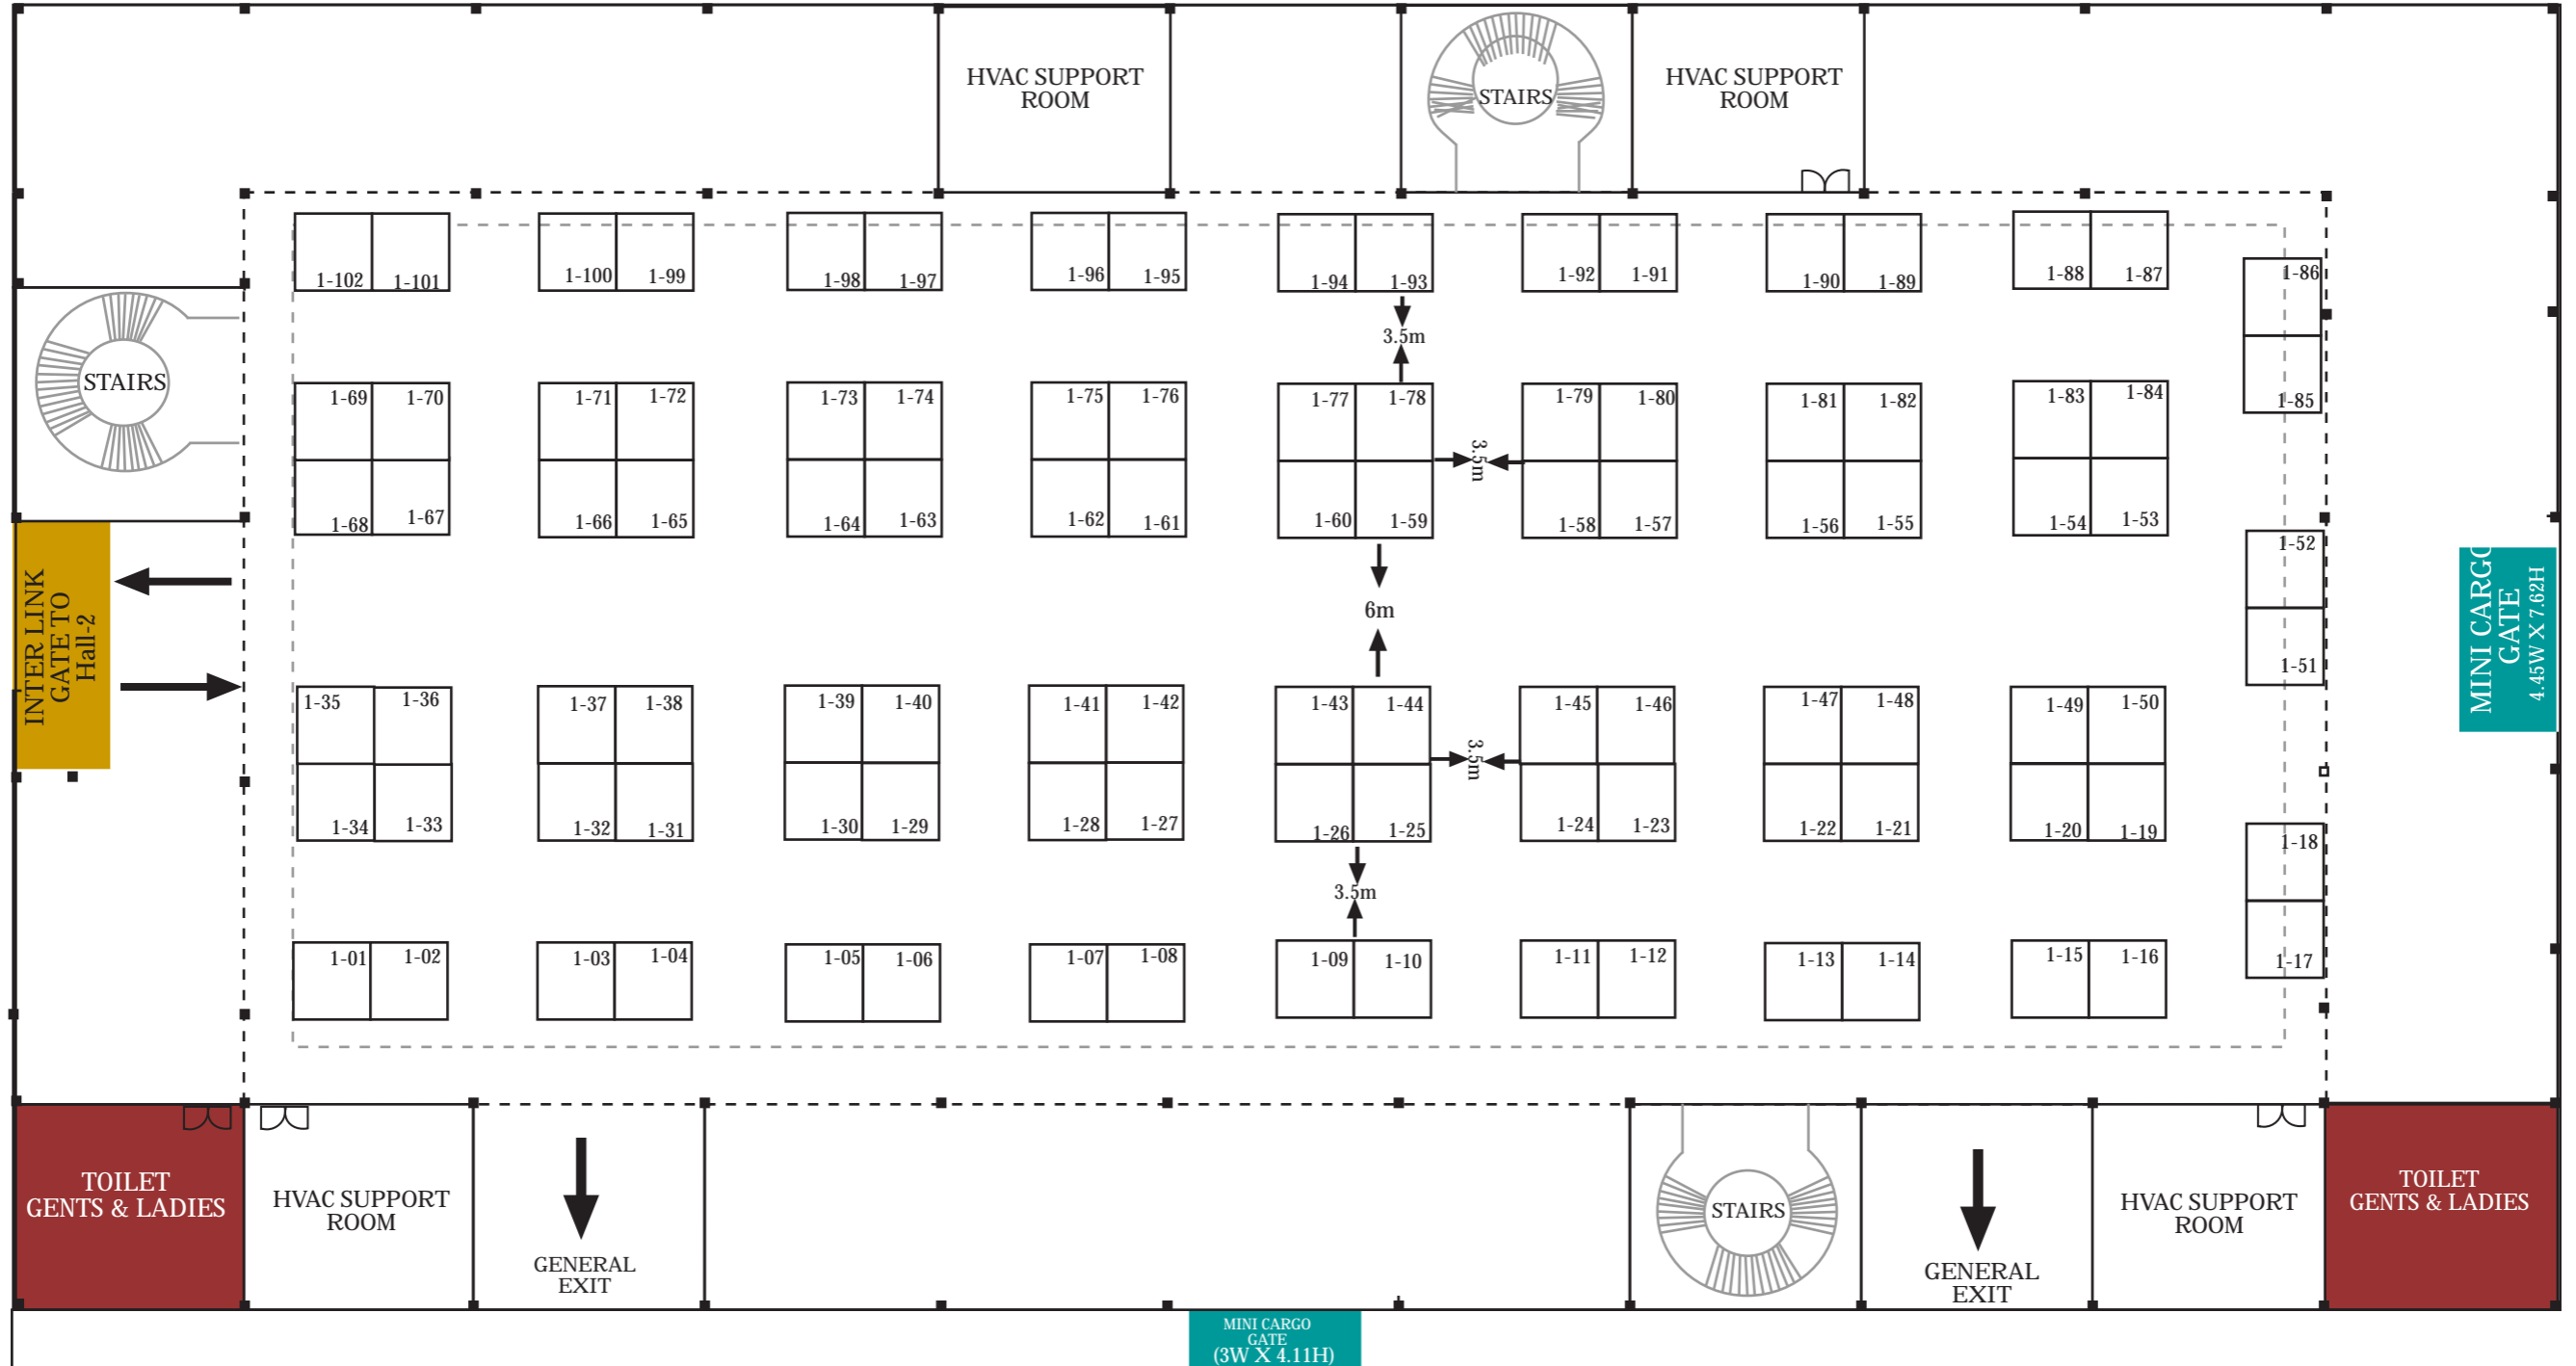 HVAC SUPPORT
ROOM
STAIRS
HVAC SUPPORT
ROOM
1-102 1-101 1-100 1-99 1-98 1-97 1-96 1-95 1-94 1-93 1-92 1-91 1-90 1-89 1-88 1-87 1-86
3.5m
STAIRS
1-69 1-70 1-71 1-72 1-73 1-74 1-75 1-76 1-77 1-78 1-79 1-80 1-81 1-82 1-83 1-84 1-85
3.5m
1-68 1-67 1-66 1-65 1-64 1-63 1-62 1-61 1-60 1-59 1-58 1-57 1-56 1-55 1-54 1-53 1-52
INTER LINK
GATE TO
Hall-2
6m
MINI CARGO
GATE
4.45W X 7.62H
1-51
1-35 1-36 1-37 1-38 1-39 1-40 1-41 1-42 1-43 1-44 1-45 1-46 1-47 1-48 1-49 1-50
3.5m
1-34 1-33 1-32 1-31 1-30 1-29 1-28 1-27 1-26 1-25 1-24 1-23 1-22 1-21 1-20 1-19 1-18
3.5m
1-01 1-02 1-03 1-04 1-05 1-06 1-07 1-08 1-09 1-10 1-11 1-12 1-13 1-14 1-15 1-16 1-17
TOILET
GENTS & LADIES
HVAC SUPPORT
ROOM
GENERAL
EXIT
STAIRS
GENERAL
EXIT
HVAC SUPPORT
ROOM
TOILET
GENTS & LADIES
MINI CARGO
GATE
(3W X 4.11H)